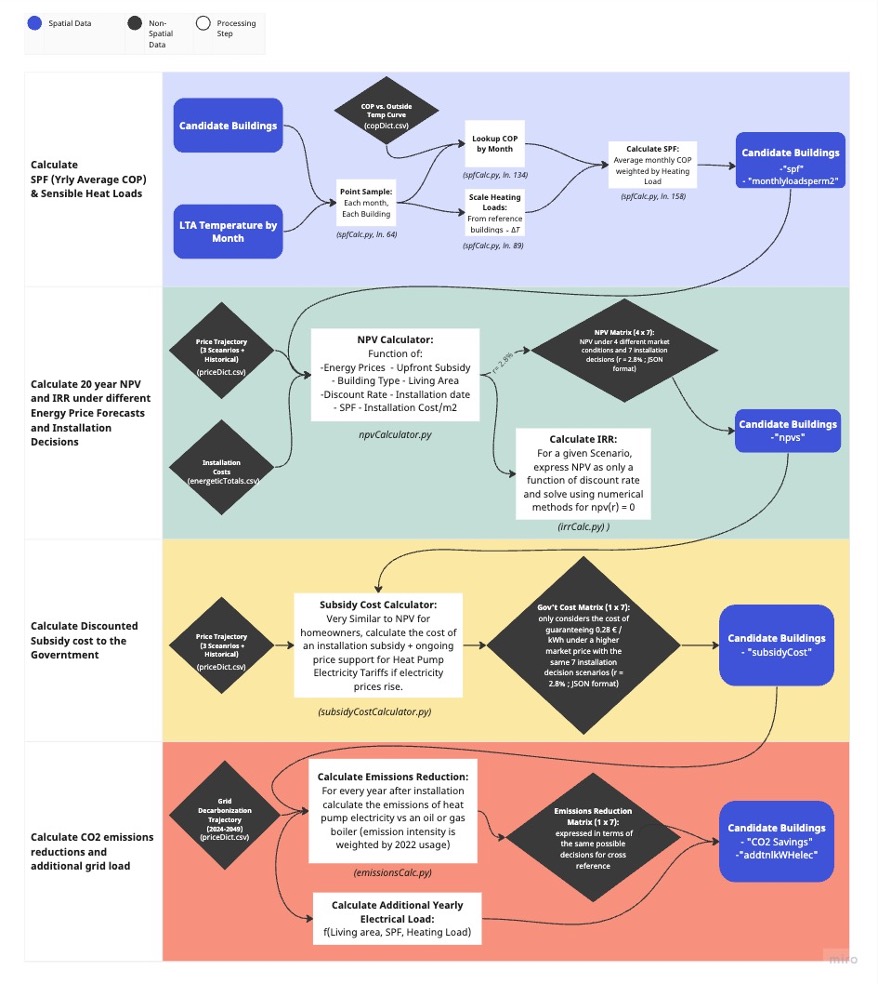 Spatial Data
Non-
Spatial
Data
Processing
Step
Calculate
SPF (Yrly Average COP)
& Sensible Heat Loads
Candidate Buildings
LTA Temperature by
Month
COP vs. Outside
Temp Curve
(copDict.csv)
Point Sample:
Each month,
Each Building
(spfCalc.py, ln. 64)
Lookup COP
by Month
(spfCalc.py, ln. 134)
Scale Heating
Loads:
From reference
buildings ~ ΔT
(spfCalc.py, ln. 89)
Calculate SPF:
Average monthly COP
weighted by Heating
Load
(spfCalc.py, ln. 158)
Candidate Buildings
-"spf"
- "monthlyloadsperm2"
Calculate 20 year NPV
and IRR under different
Energy Price Forecasts
and Installation
Decisions
Price Trajectory
(3 Sceanrios +
Historical)
(priceDict.csv)
Installation
Costs
(energeticTotals.csv)
NPV Calculator:
Function of:
-Energy Prices - Upfront Subsidy
- Building Type - Living Area
-Discount Rate - Installation date
- SPF - Installation Cost/m2
npvCalculator.py
r= 2.8%
NPV Matrix (4 x 7):
NPV under 4 different market
conditions and 7 installation
decisions (r = 2.8% ; JSON
format)
Calculate IRR:
For a given Scenario,
express NPV as only a
function of discount rate
and solve using numerical
methods for npv(r) = 0
(irrCalc.py) )
Candidate Buildings
-"npvs"
Calculate Discounted
Subsidy cost to the
Governtment
Price Trajectory
(3 Sceanrios +
Historical)
(priceDict.csv)
Subsidy Cost Calculator:
Very Similar to NPV for
homeowners, calculate the cost of
an installation subsidy + ongoing
price support for Heat Pump
Electricity Tariffs if electricity
prices rise.
(subsidyCostCalculator.py)
Gov't Cost Matrix (1 x 7):
only considers the cost of
guaranteeing 0.28 € /
kWh under a higher
market price with the
same 7 installation
decision scenarios (r =
2.8% ; JSON format)
Candidate Buildings
- "subsidyCost"
Calculate CO2 emissions
reductions and
additional grid load
Grid
Decarbonization
Trajectory
(2024-2049)
(priceDict.csv)
Calculate Emissions Reduction:
For every year after installation
calculate the emissions of heat
pump electricity vs an oil or gas
boiler (emission intensity is
weighted by 2022 usage)
(emissionsCalc.py)
Calculate Additional Yearly
Electrical Load:
f(Living area, SPF, Heating Load)
Emissions Reduction
Matrix (1 x 7):
expressed in terms of
the same possible
decisions for cross
reference
Candidate Buildings
- "CO2 Savings"
-"addtnlkWHelec"
miro